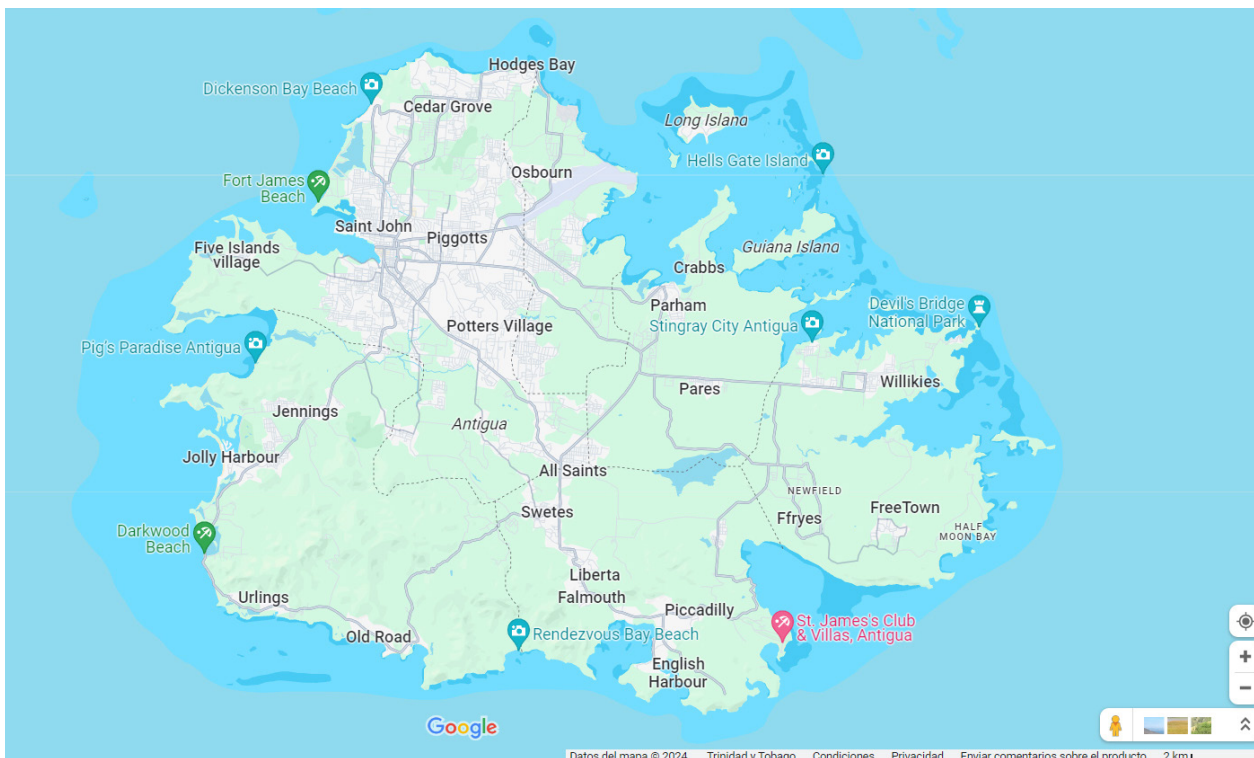 Hodges Bay
Dickenson Bay Beach
Cedar Grove
Long Island
Hells Gate Island
Osbourn
Fort James
Beach
Saint John
Piggotts
Five Islands
village
Guiana Island
Crabbs
Parham
Devil's Bridge
National Park
Stingray City Antigua
Potters Village
Pig's Paradise Antigua
Willikies
Pares
Jennings
Antigua
Jolly Harbour
All Saints
NEWFIELD
FreeTown
Swetes
Ffryes
HALF
MOON BAY
Darkwood
Beach
Liberta
Urlings
Falmouth
Piccadilly
St. James's Club
& Villas, Antigua
Old Road
Rendezvous Bay Beach
English
Harbour
Google
Datos del mapa © 2024 Trinidad y Tobago Condiciones Privacidad Enviar comentarios sobre el producto 2 km